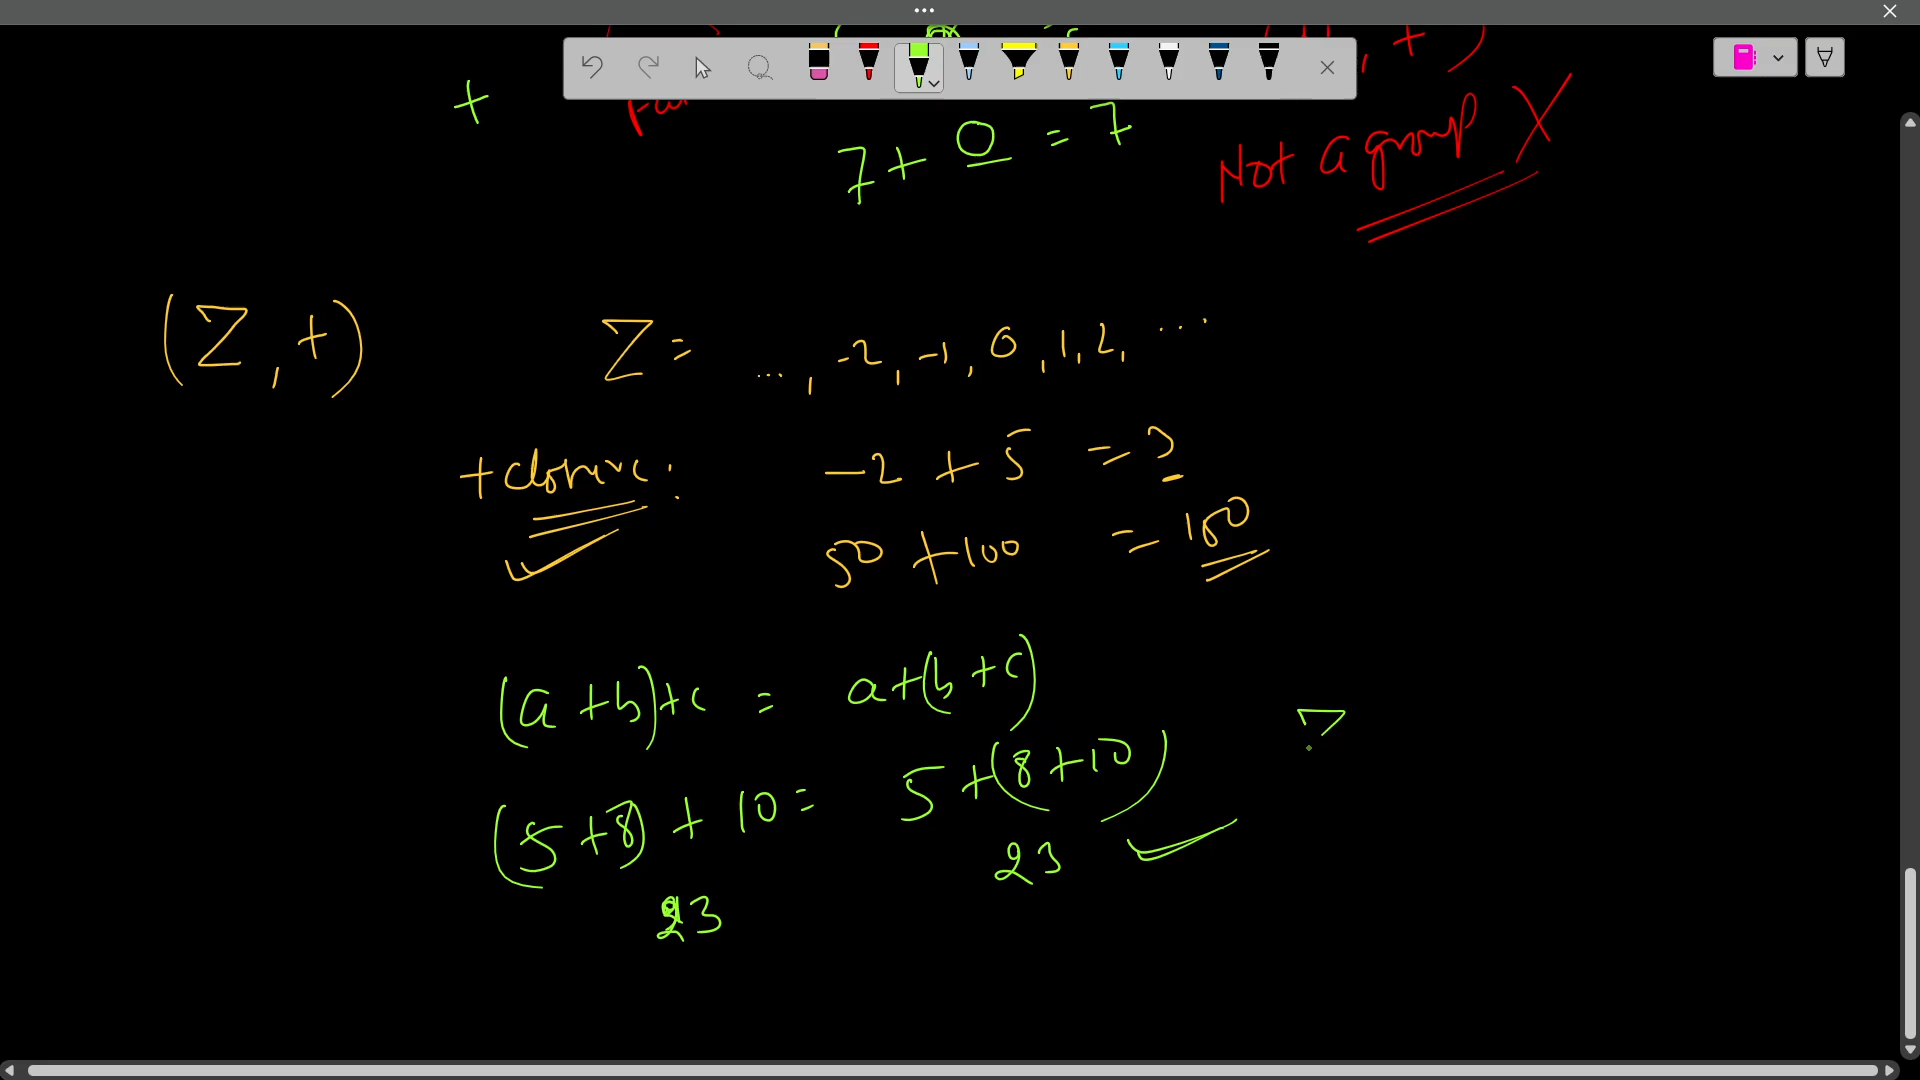 +
7 + 0 = 7
, +)
Not a group X
(Z, +)
Z = ..., -2, -1, 0, 1, 2, ...
+ closure :
-2 + 5 = 3
50 + 100 = 150
(a + b) + c = a + (b + c)
(5 + 8) + 10 = 5 + (8 + 10)
23
23